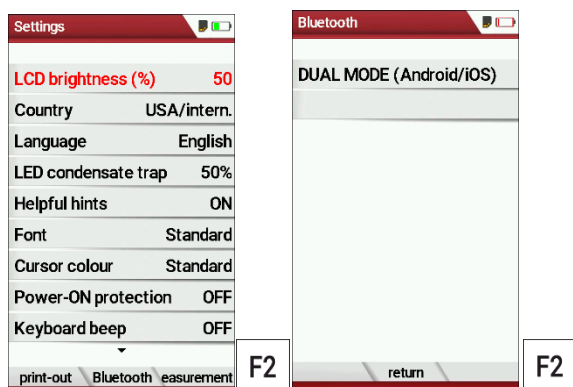 Settings
LCD brightness (%) 50
Country USA/intern.
Language English
LED condensate trap 50%
Helpful hints ON
Font Standard
Cursor colour Standard
Power-ON protection OFF
Keyboard beep OFF
print-out Bluetooth easurement
F2
Bluetooth
DUAL MODE (Android/iOS)
return
F2